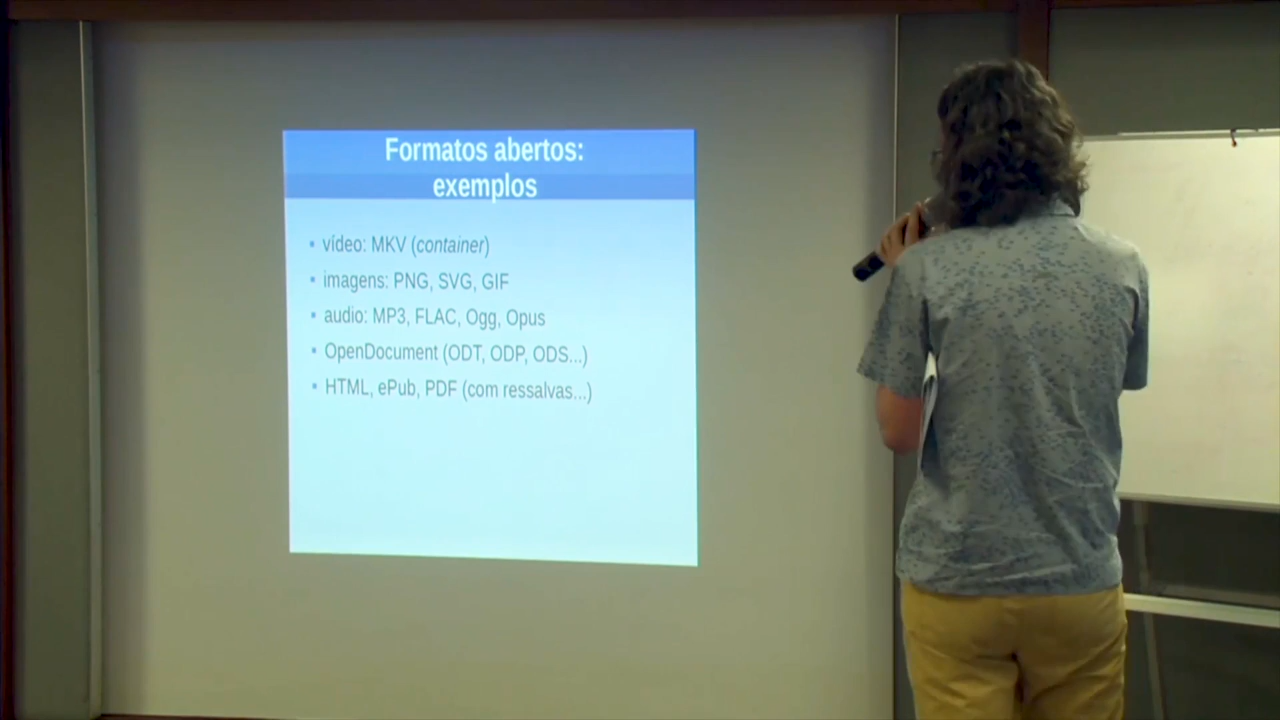 Formatos abertos:
exemplos
▪ vídeo: MKV (container)
▪ imagens: PNG, SVG, GIF
▪ audio: MP3, FLAC, Ogg, Opus
▪ OpenDocument (ODT, ODP, ODS...)
▪ HTML, ePub, PDF (com ressalvas...)